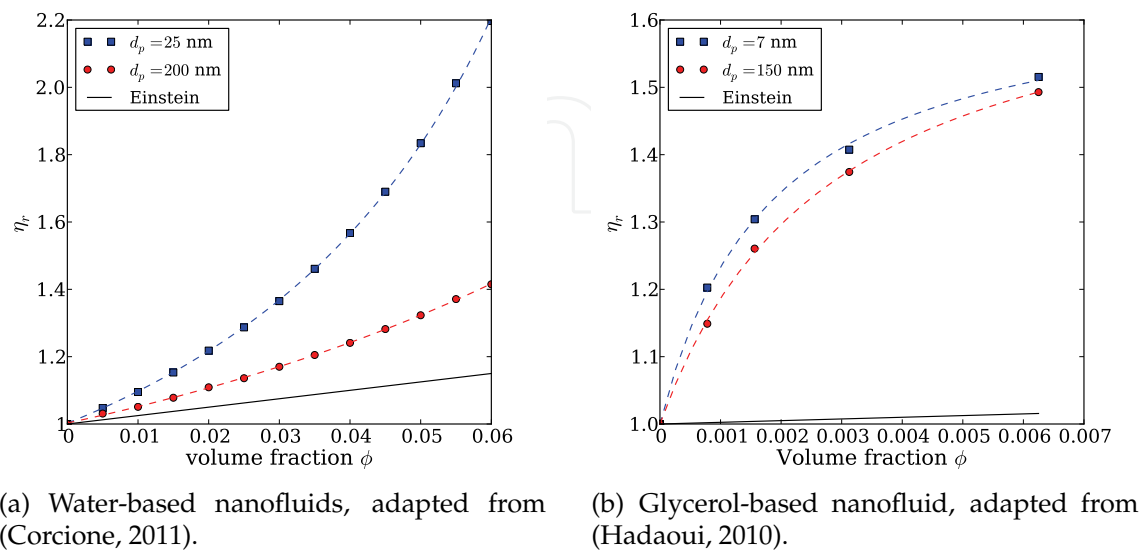 2.2
2.0
1.8
1.6
1.4
1.2
1
η_r
d_p = 25 nm
d_p = 200 nm
Einstein
0 0.01 0.02 0.03 0.04 0.05 0.06
volume fraction ϕ
(a) Water-based nanofluids, adapted from
(Corcione, 2011).
1.6
1.5
1.4
1.3
1.2
1.1
1.0
η_r
d_p = 7 nm
d_p = 150 nm
Einstein
0 0.001 0.002 0.003 0.004 0.005 0.006 0.007
Volume fraction ϕ
(b) Glycerol-based nanofluid, adapted from
(Hadaoui, 2010).